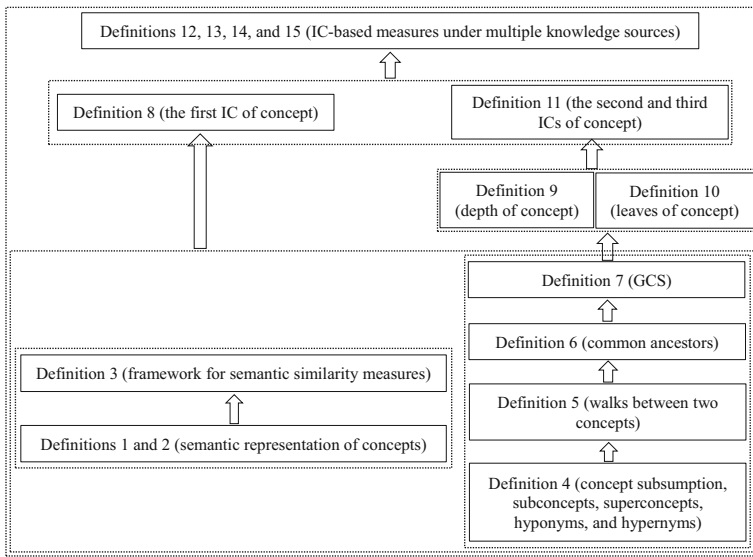 Definitions 12, 13, 14, and 15 (IC-based measures under multiple knowledge sources)
Definition 8 (the first IC of concept)
Definition 11 (the second and third
ICs of concept)
Definition 9
(depth of concept)
Definition 10
(leaves of concept)
Definition 7 (GCS)
Definition 6 (common ancestors)
Definition 3 (framework for semantic similarity measures)
Definition 5 (walks between two
concepts)
Definitions 1 and 2 (semantic representation of concepts)
Definition 4 (concept subsumption,
subconcepts, superconcepts,
hyponyms, and hypernyms)